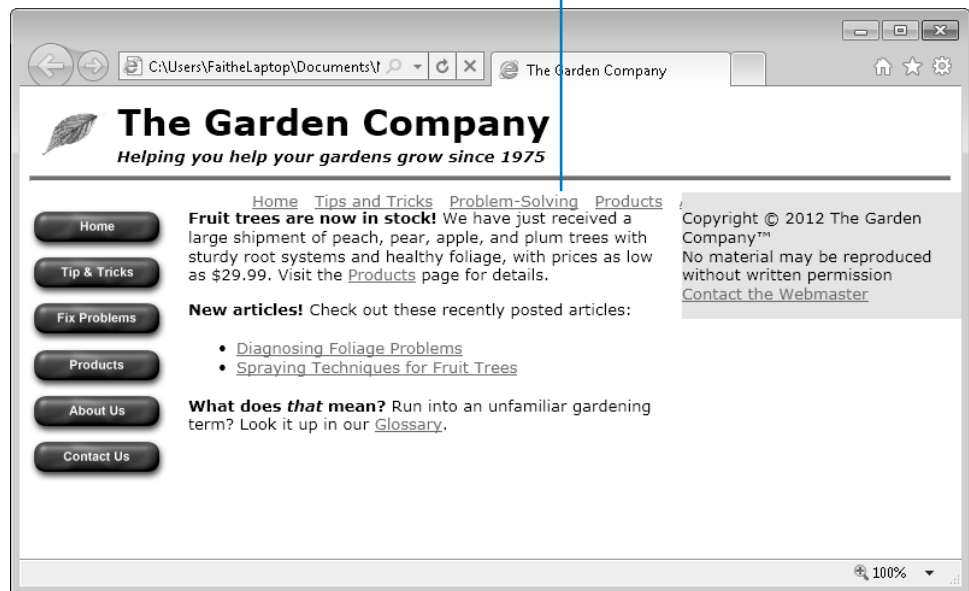 C:\Users\FaitheLaptop\Documents\
The Garden Company
The Garden Company
Helping you help your gardens grow since 1975
Home
Tip & Tricks
Fix Problems
Products
About Us
Contact Us
Home Tips and Tricks Problem-Solving Products
Fruit trees are now in stock! We have just received a
large shipment of peach, pear, apple, and plum trees with
sturdy root systems and healthy foliage, with prices as low
as $29.99. Visit the Products page for details.
New articles! Check out these recently posted articles:
• Diagnosing Foliage Problems
• Spraying Techniques for Fruit Trees
What does that mean? Run into an unfamiliar gardening
term? Look it up in our Glossary.
Copyright © 2012 The Garden
Company™
No material may be reproduced
without written permission
Contact the Webmaster
100%